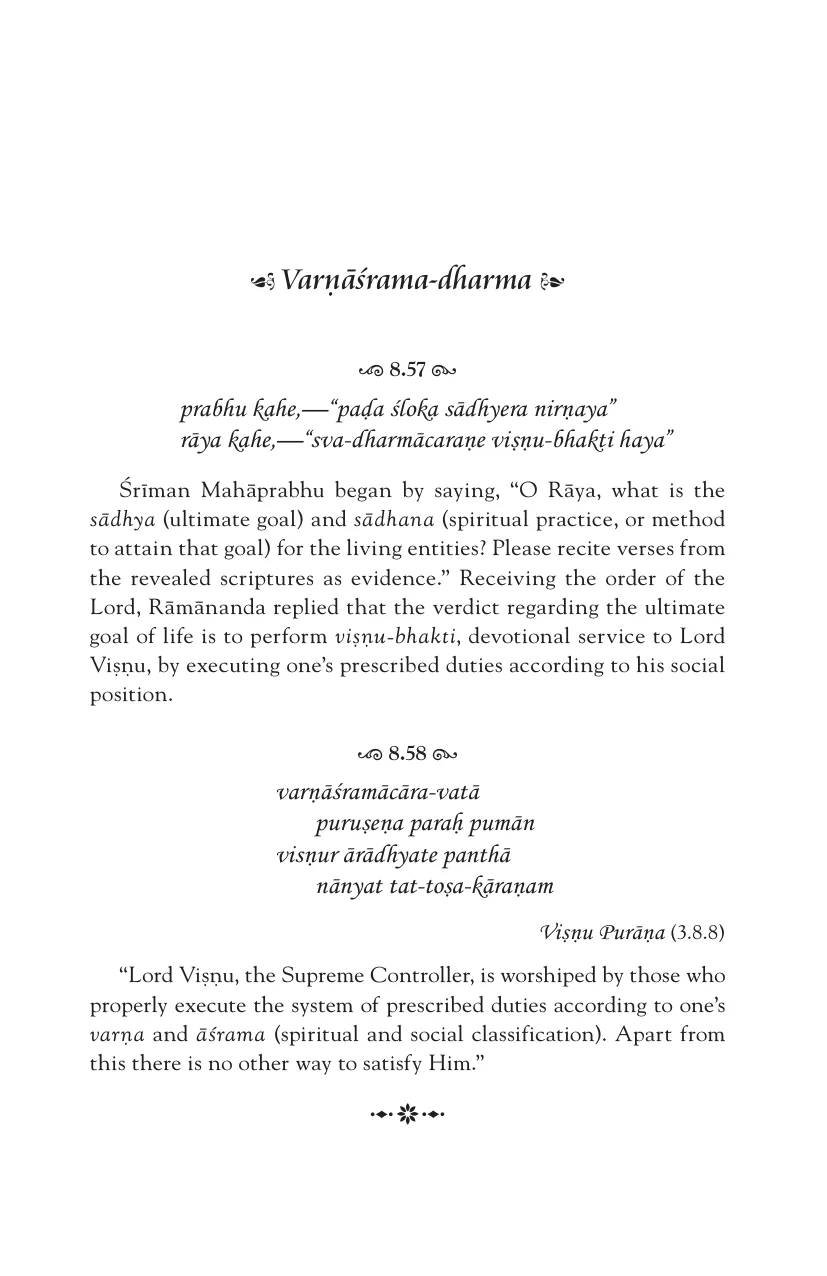 Varṇāśrama-dharma
8.57
prabhu kahe,—“paḍa śloka sādhyera nirṇaya”
rāya kahe,—“sva-dharmācaraṇe viṣṇu-bhakṭi haya”
Śrīman Mahāprabhu began by saying, “O Rāya, what is the
sādhya (ultimate goal) and sādhana (spiritual practice, or method
to attain that goal) for the living entities? Please recite verses from
the revealed scriptures as evidence.” Receiving the order of the
Lord, Rāmānanda replied that the verdict regarding the ultimate
goal of life is to perform viṣṇu-bhakti, devotional service to Lord
Viṣṇu, by executing one’s prescribed duties according to his social
position.
8.58
varṇāśramācāra-vatā
puruṣeṇa paraḥ pumān
visṇur ārādhyate panthā
nānyat tat-toṣa-kāraṇam
Viṣṇu Purāṇa (3.8.8)
“Lord Viṣṇu, the Supreme Controller, is worshiped by those who
properly execute the system of prescribed duties according to one’s
varṇa and āśrama (spiritual and social classification). Apart from
this there is no other way to satisfy Him.”